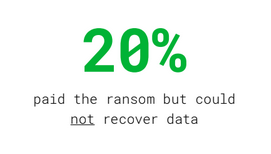 20%
paid the ransom but could
not recover data